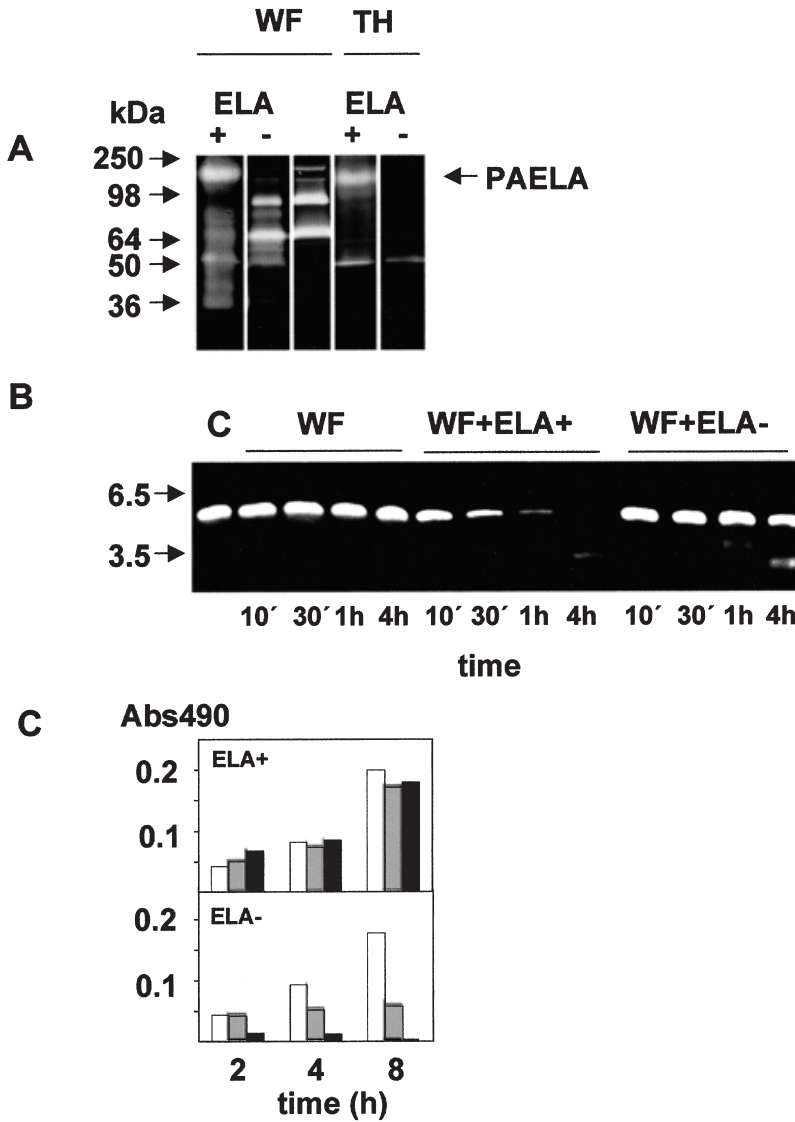 WF TH
kDa ELA ELA
+ - + -
A
250
98
64
50
36
PAELA
B
C WF WF+ELA+ WF+ELA-
6.5
3.5
10´ 30´ 1h 4h 10´ 30´ 1h 4h 10´ 30´ 1h 4h
time
C
Abs490
ELA+
0.2
0.1
ELA-
0.2
0.1
2 4 8
time (h)